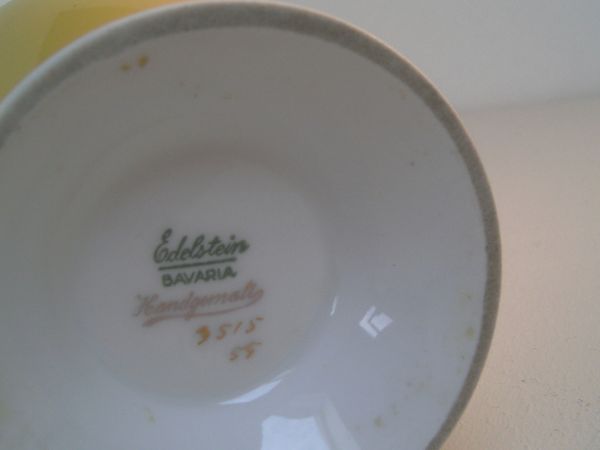 Edelstein
BAVARIA
Handgemalt
3515
55